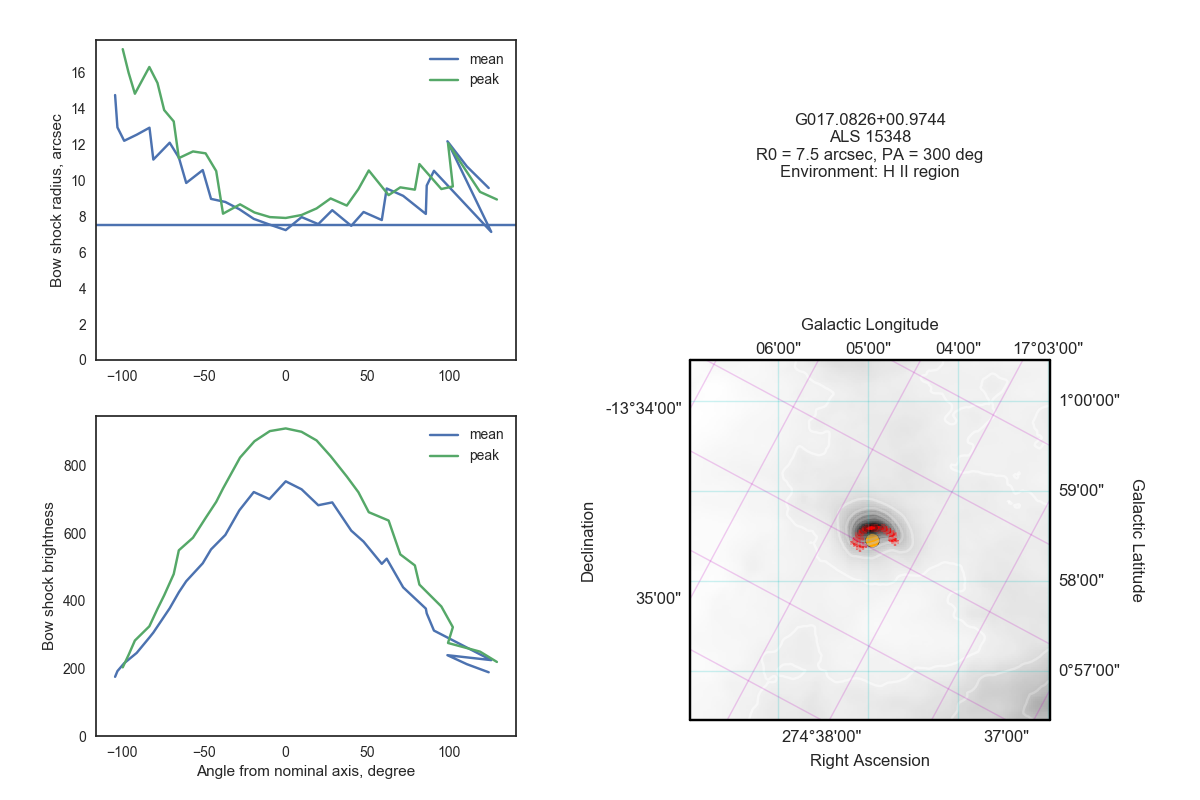 mean
peak
16
14
12
10
8
6
4
2
0
−100
−50
0
50
100
Bow shock radius, arcsec
G017.0826+00.9744
ALS 15348
R0 = 7.5 arcsec, PA = 300 deg
Environment: H II region
mean
peak
800
600
400
200
0
−100
−50
0
50
100
Bow shock brightness
Angle from nominal axis, degree
Galactic Longitude
06'00"
05'00"
04'00"
17°03'00"
-13°34'00"
35'00"
Declination
1°00'00"
59'00"
58'00"
0°57'00"
Galactic Latitude
274°38'00"
37'00"
Right Ascension